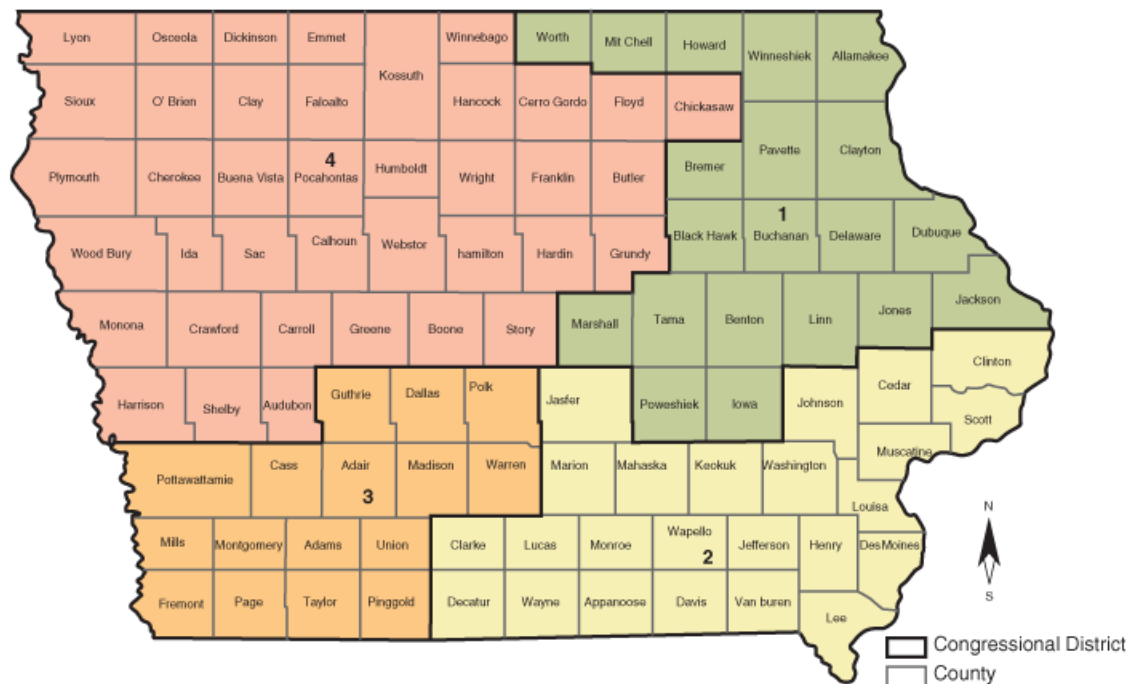 Lyon Osceola Dickinson Emmet Winnebago Worth Mit Chell Howard Winneshiek Allamakee
Kossuth
Sioux O' Brien Clay Faloalto Hancock Cerro Gordo Floyd Chickasaw
4
Plymouth Cherokee Buena Vista Pocahontas Humboldt Wright Franklin Butler Bremer Pavette Clayton
1
Wood Bury Ida Sac Calhoun Webstor hamilton Hardin Grundy Black Hawk Buchanan Delaware Dubuque
Monona Crawford Carroll Greene Boone Story Marshall Tama Benton Linn Jones Jackson
Harrison Shelby Audubon Guthrie Dallas Polk Jasfer Poweshiek Iowa Johnson Cedar Clinton
Scott
Pottawattamie Cass Adair Madison Warren Marion Mahaska Keokuk Washington Muscatine
3
Louisa
Mills Montgomery Adams Union Clarke Lucas Monroe Wapello Jefferson Henry Des Moines
2
Fremont Page Taylor Pinggold Decatur Wayne Appanoose Davis Van buren Lee
N
S
Congressional District
County